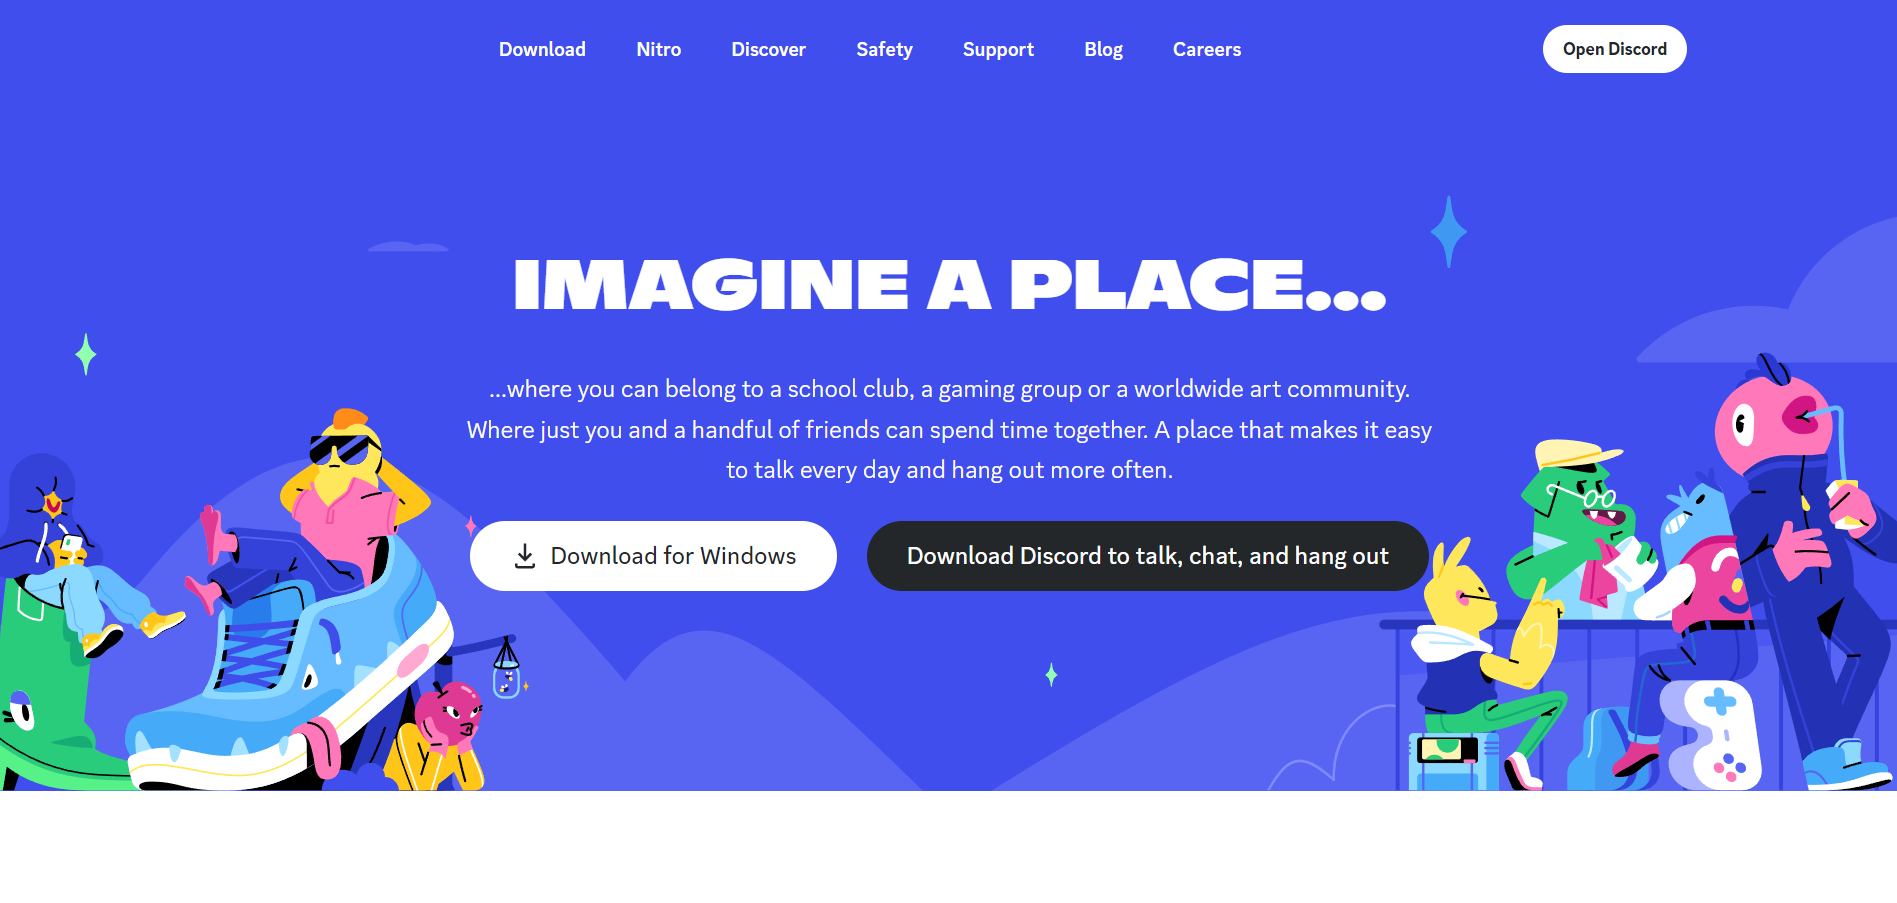 Download Nitro Discover Safety Support Blog Careers Open Discord
IMAGINE A PLACE...
...where you can belong to a school club, a gaming group or a worldwide art community.
Where just you and a handful of friends can spend time together. A place that makes it easy
to talk every day and hang out more often.
Download for Windows Download Discord to talk, chat, and hang out